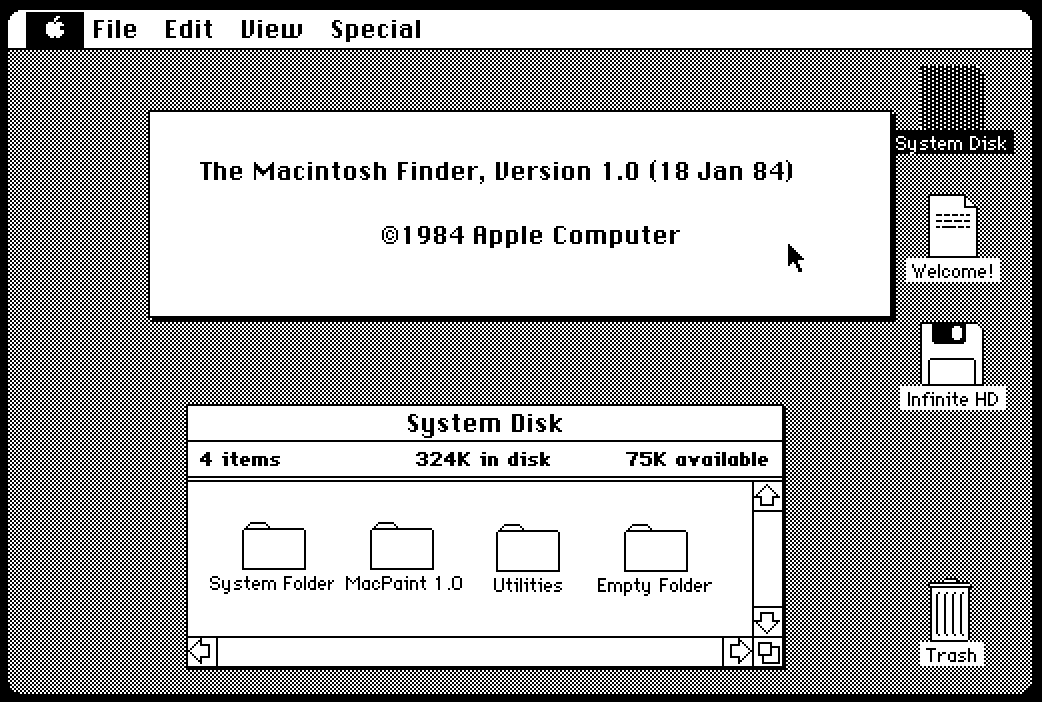 File Edit View Special
The Macintosh Finder, Version 1.0 (18 Jan 84)
©1984 Apple Computer
System Disk
Welcome!
Infinite HD
System Disk
4 items 324K in disk 75K available
System Folder MacPaint 1.0 Utilities Empty Folder
Trash